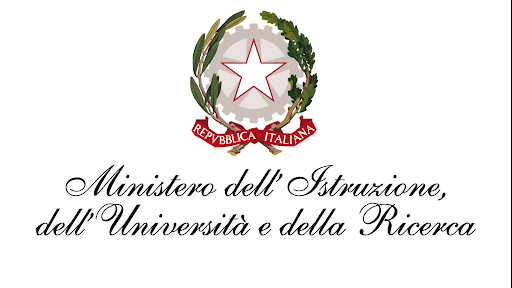 REPVBBLICA ITALIANA
Ministero dell'Istruzione,
dell'Università e della Ricerca